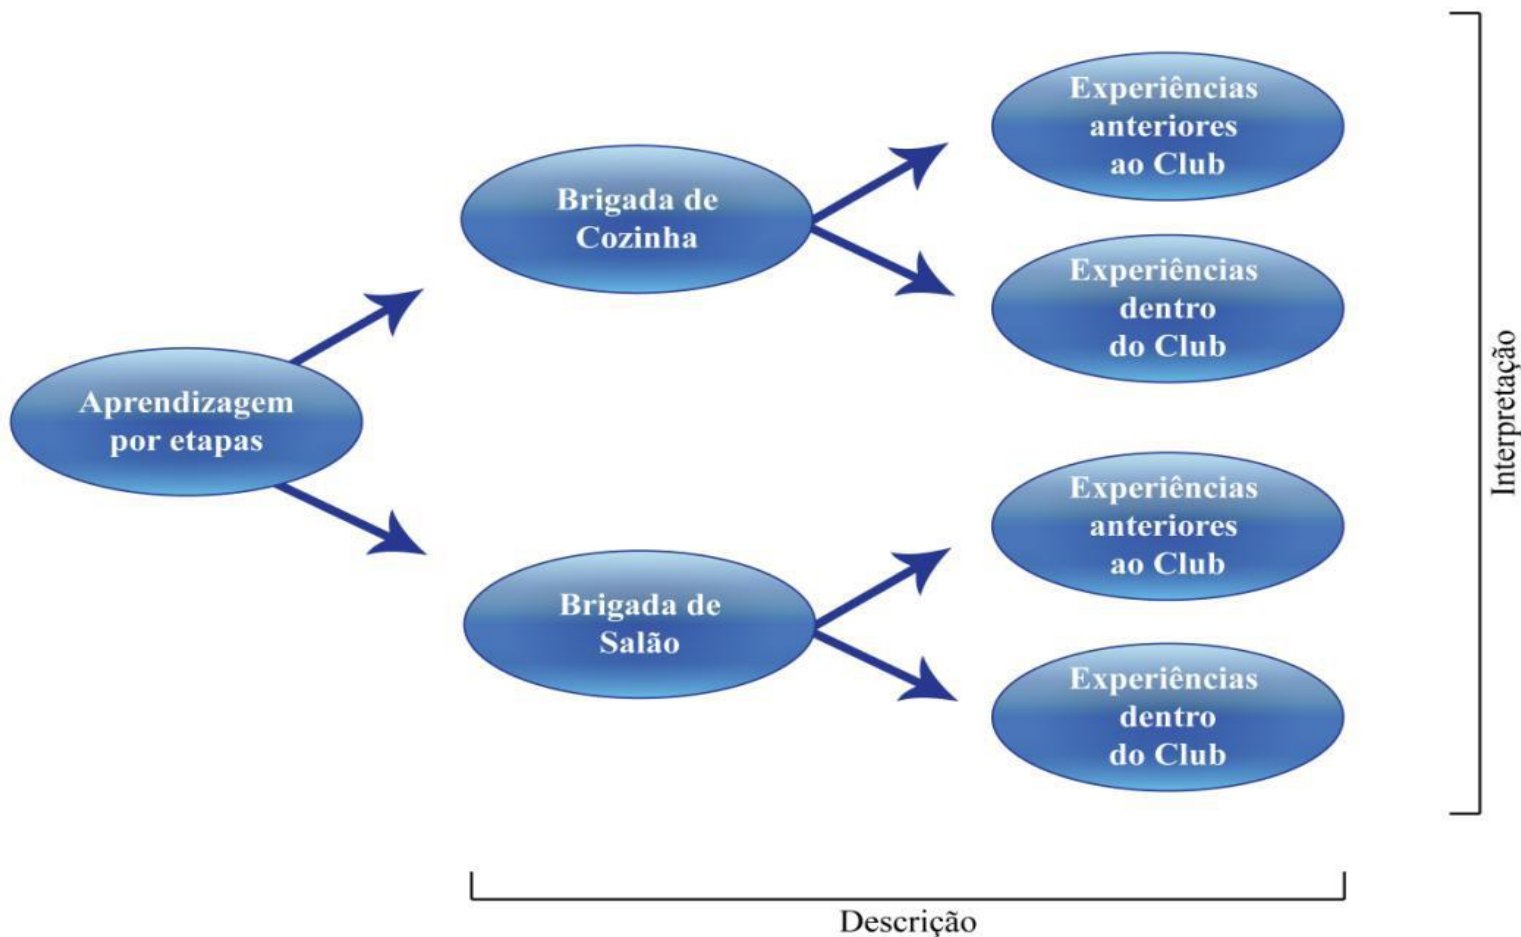 Experiências
anteriores
ao Club
Brigada de
Cozinha
Experiências
dentro
do Club
Aprendizagem
por etapas
Experiências
anteriores
ao Club
Brigada de
Salão
Experiências
dentro
do Club
Interpretação
Descrição